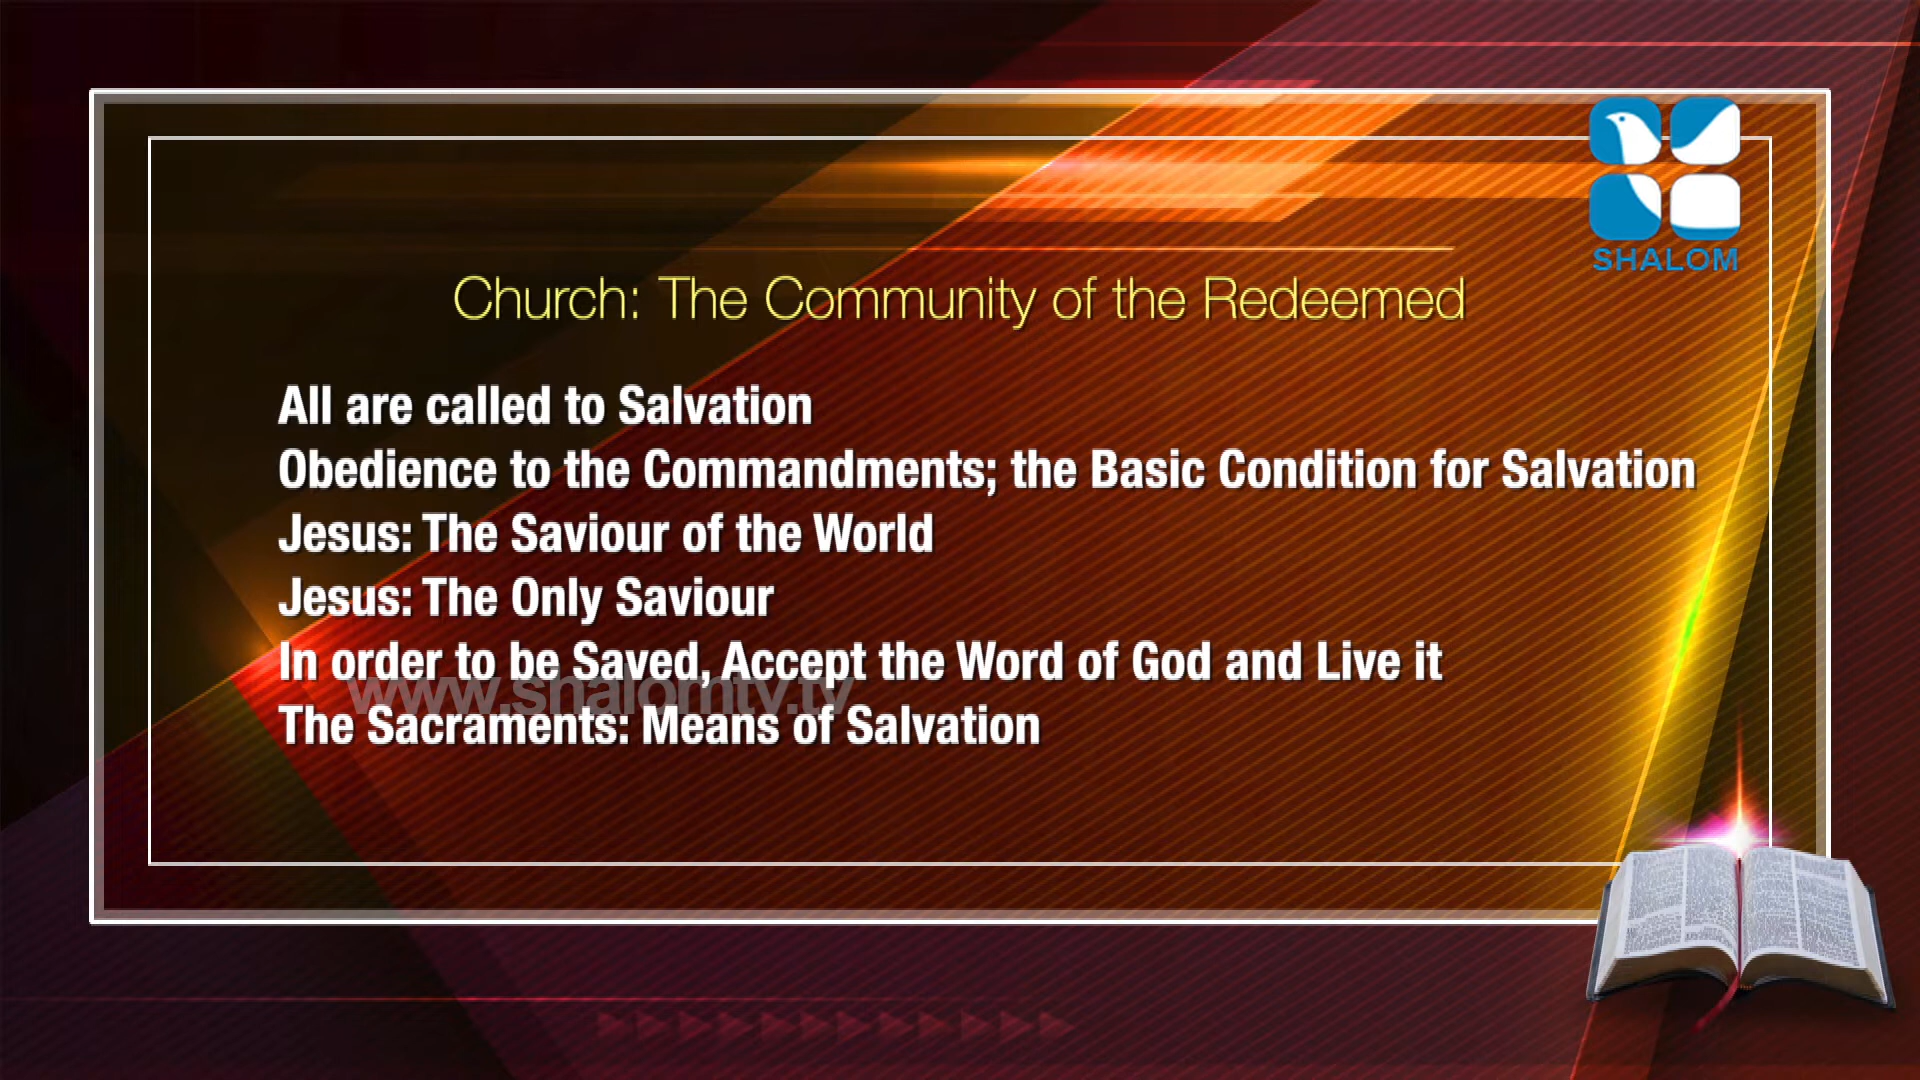 SHALOM
Church: The Community of the Redeemed
All are called to Salvation
Obedience to the Commandments; the Basic Condition for Salvation
Jesus: The Saviour of the World
Jesus: The Only Saviour
In order to be Saved, Accept the Word of God and Live it
www.shalomtv.tv
The Sacraments: Means of Salvation